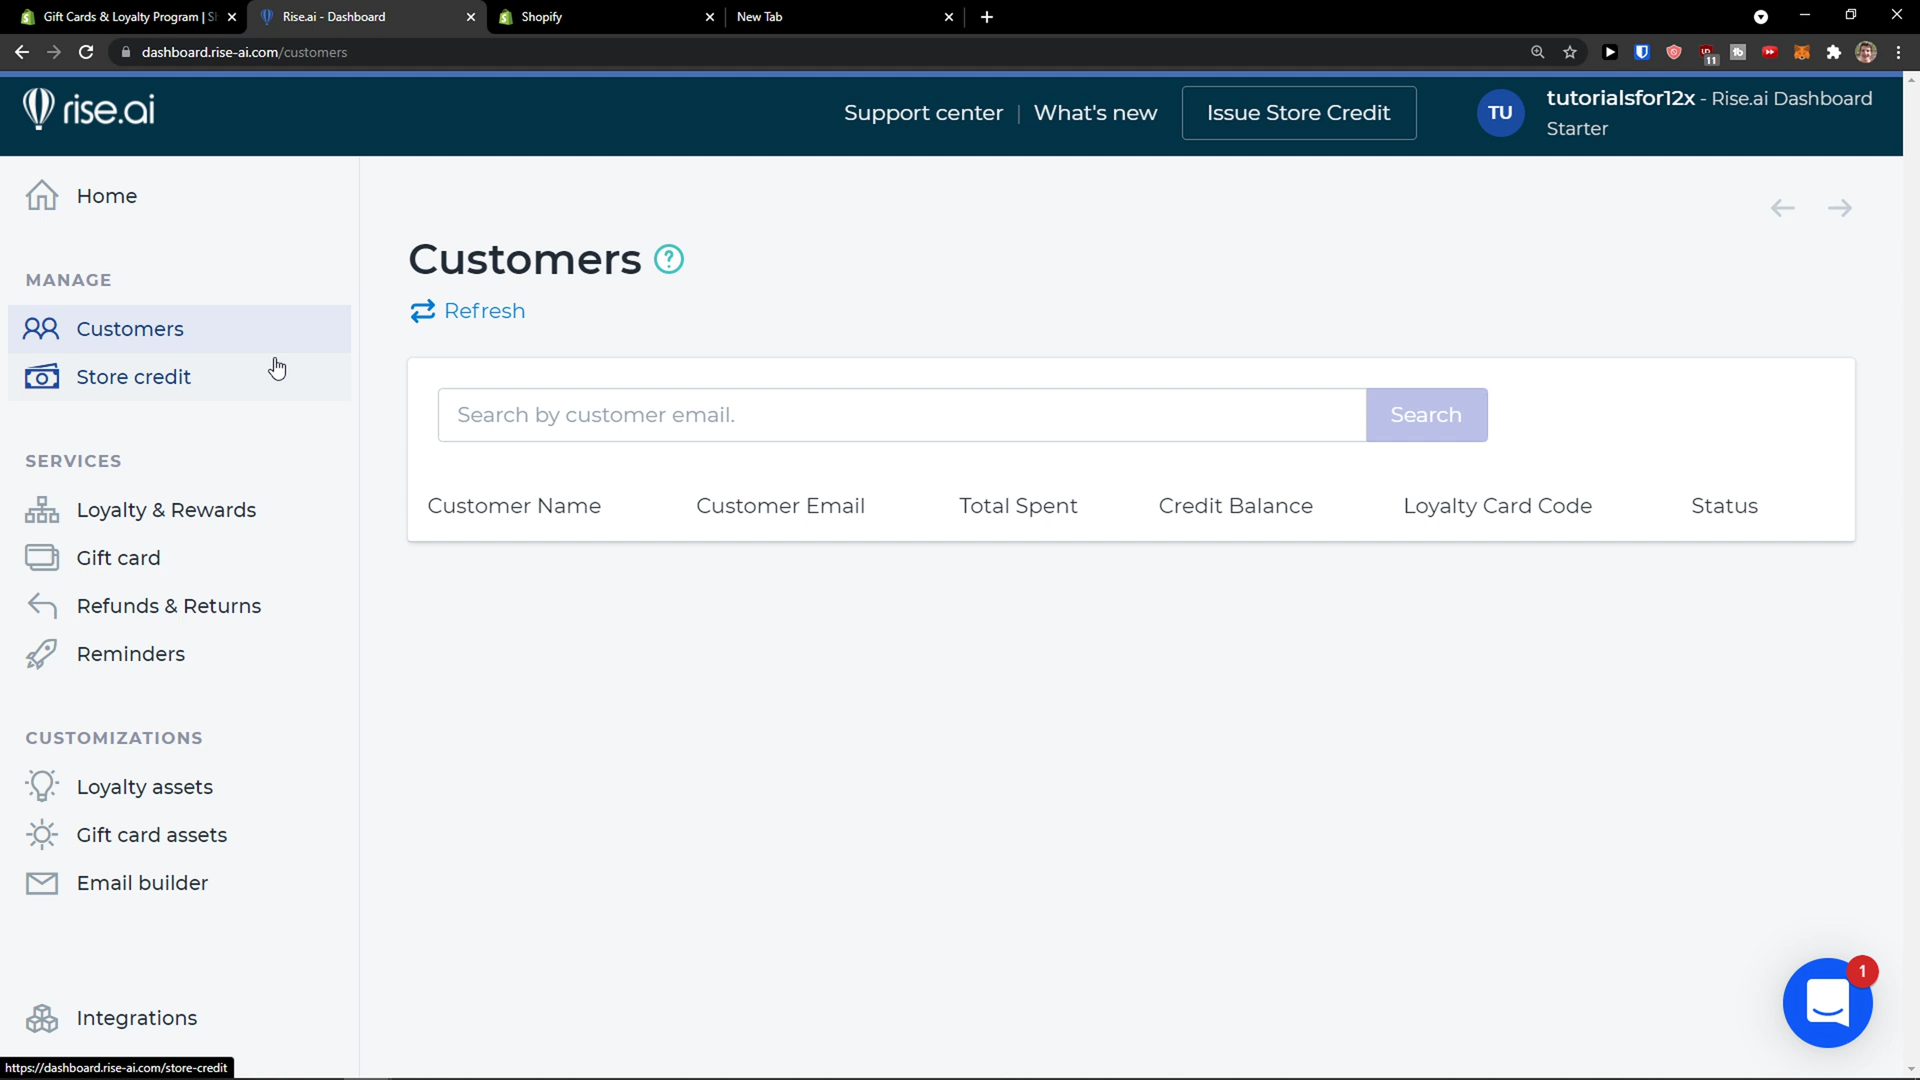 Gift Cards & Loyalty Program | S
Rise.ai - Dashboard
Shopify
New Tab
dashboard.rise-ai.com/customers
11
rise.ai
Support center
What's new
Issue Store Credit
TU
tutorialsfor12x - Rise.ai Dashboard
Starter
Home
MANAGE
Customers
Store credit
SERVICES
Loyalty & Rewards
Gift card
Refunds & Returns
Reminders
CUSTOMIZATIONS
Loyalty assets
Gift card assets
Email builder
Integrations
Customers ?
Refresh
Search by customer email.
Search
Customer Name
Customer Email
Total Spent
Credit Balance
Loyalty Card Code
Status
1
https://dashboard.rise-ai.com/store-credit